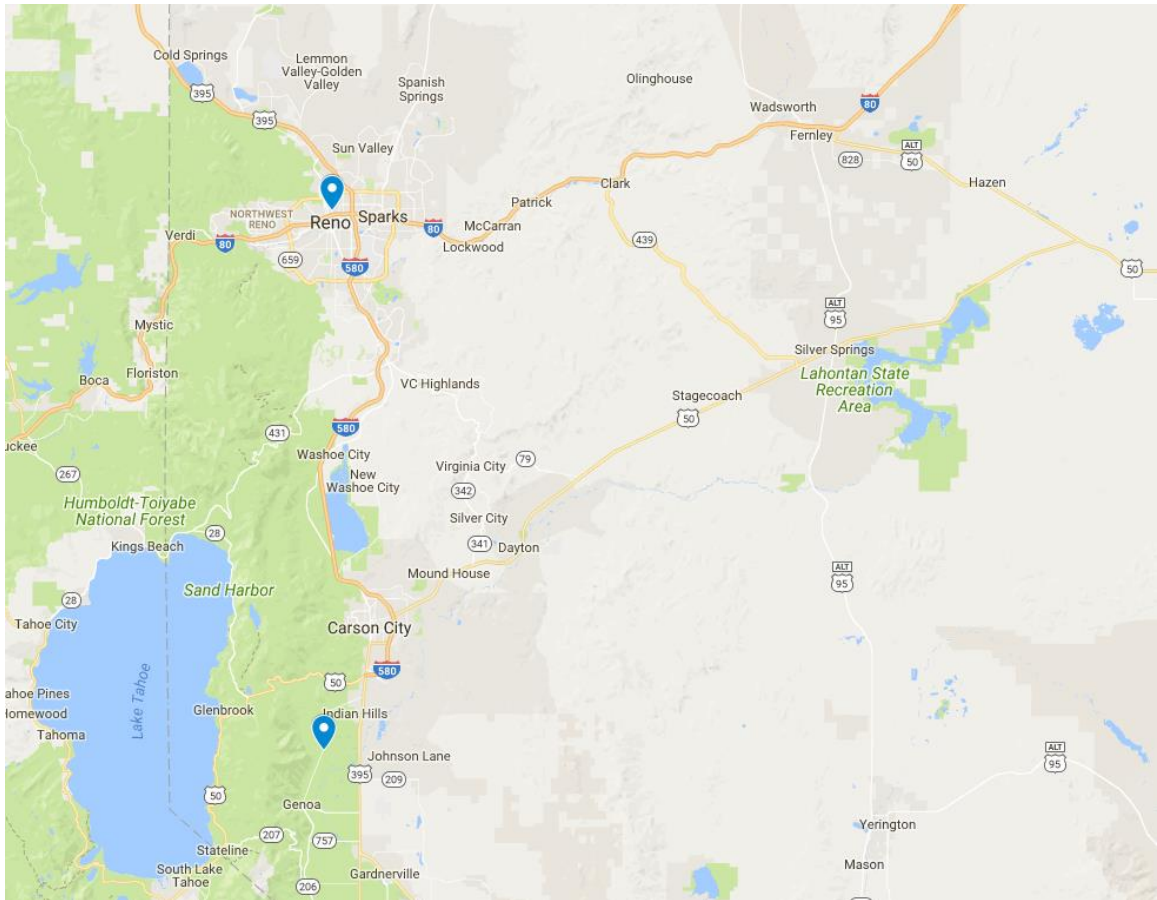 Cold Springs
Lemmon
Valley-Golden
Valley
Spanish
Springs
Olinghouse
395
80
Wadsworth
Fernley
395
ALT
50
828
Sun Valley
Hazen
Clark
Patrick
NORTHWEST
RENO
Reno
Sparks
McCarran
80
Verdi
80
Lockwood
439
659
580
50
ALT
95
Mystic
Silver Springs
Floriston
Boca
VC Highlands
Lahontan State
Recreation
Area
Stagecoach
50
580
431
uckee
Washoe City
267
New
Washoe City
Virginia City
79
342
Humboldt-Toiyabe
National Forest
Silver City
28
Kings Beach
341
Dayton
Mound House
ALT
95
Sand Harbor
28
Tahoe City
Carson City
580
50
ahoe Pines
Homewood
Tahoma
Lake Tahoe
Glenbrook
Indian Hills
Johnson Lane
395
209
ALT
95
50
Genoa
Yerington
207
757
Stateline
Mason
South Lake
Tahoe
206
Gardnerville